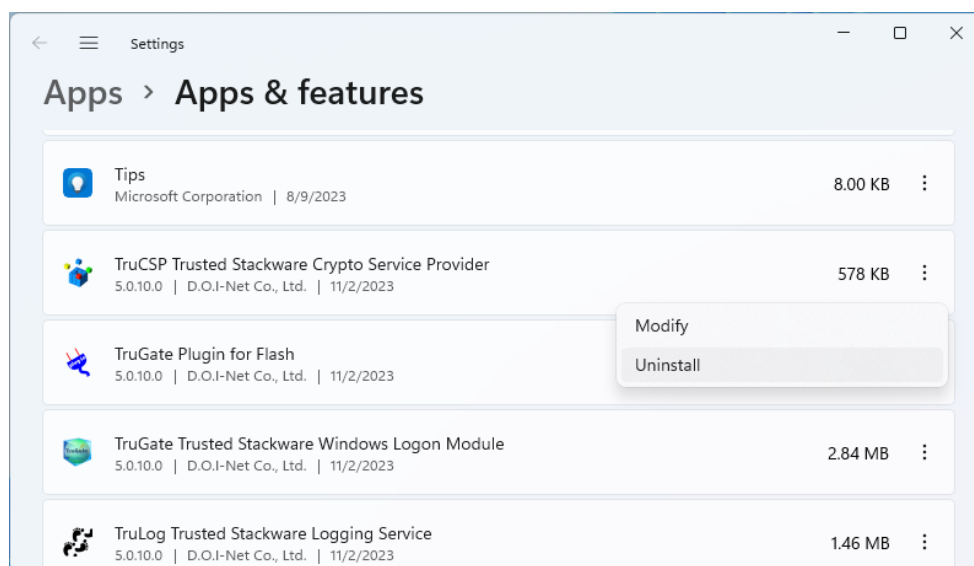 Settings
Apps > Apps & features
Tips
Microsoft Corporation | 8/9/2023
8.00 KB
TruCSP Trusted Stackware Crypto Service Provider
5.0.10.0 | D.O.I-Net Co., Ltd. | 11/2/2023
578 KB
Modify
Uninstall
TruGate Plugin for Flash
5.0.10.0 | D.O.I-Net Co., Ltd. | 11/2/2023
TruGate Trusted Stackware Windows Logon Module
5.0.10.0 | D.O.I-Net Co., Ltd. | 11/2/2023
2.84 MB
TruLog Trusted Stackware Logging Service
5.0.10.0 | D.O.I-Net Co., Ltd. | 11/2/2023
1.46 MB